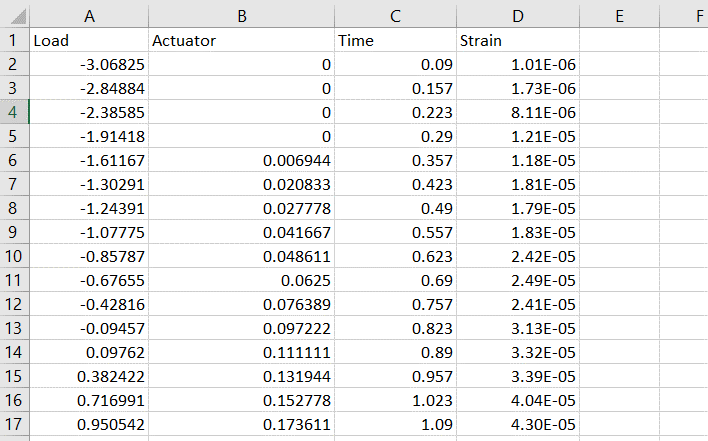 A B C D E F
1 Load Actuator Time Strain
2 -3.06825 0 0.09 1.01E-06
3 -2.84884 0 0.157 1.73E-06
4 -2.38585 0 0.223 8.11E-06
5 -1.91418 0 0.29 1.21E-05
6 -1.61167 0.006944 0.357 1.18E-05
7 -1.30291 0.020833 0.423 1.81E-05
8 -1.24391 0.027778 0.49 1.79E-05
9 -1.07775 0.041667 0.557 1.83E-05
10 -0.85787 0.048611 0.623 2.42E-05
11 -0.67655 0.0625 0.69 2.49E-05
12 -0.42816 0.076389 0.757 2.41E-05
13 -0.09457 0.097222 0.823 3.13E-05
14 0.09762 0.111111 0.89 3.32E-05
15 0.382422 0.131944 0.957 3.39E-05
16 0.716991 0.152778 1.023 4.04E-05
17 0.950542 0.173611 1.09 4.30E-05